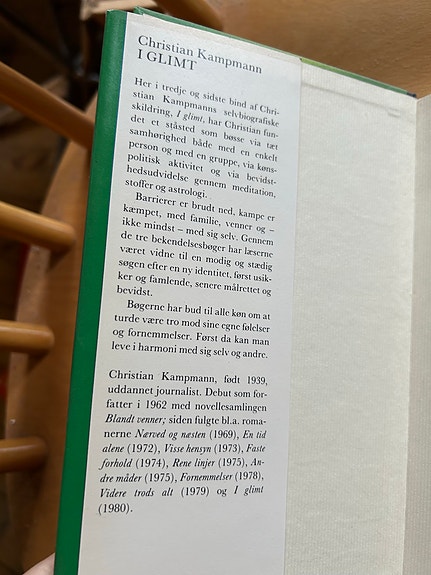 Christian Kampmann
I GLIMT
Her i tredje og sidste bind af Chri-
stian Kampmanns selvbiografiske
skildring, I glimt, har Christian fun-
det et ståsted som bøsse via tæt
samhørighed både med en enkelt
person og med en gruppe, via køns-
politisk aktivitet og via bevidst-
hedsudvidelse gennem meditation,
stoffer og astrologi.
Barrierer er brudt ned, kampe er
kæmpet, med familie, venner og –
ikke mindst – med sig selv. Gennem
de tre bekendelsesbøger har læserne
været vidne til en modig og stædig
søgen efter en ny identitet, først usik-
ker og famlende, senere målrettet og
bevidst.
Bøgerne har bud til alle køn om at
turde være tro mod sine egne følelser
og fornemmelser. Først da kan man
leve i harmoni med sig selv og andre.
Christian Kampmann, født 1939,
uddannet journalist. Debut som for-
fatter i 1962 med novellesamlingen
Blandt venner; siden fulgte bl.a. roma-
nerne Nærved og næsten (1969), En tid
alene (1972), Visse hensyn (1973), Faste
forhold (1974), Rene linjer (1975), An-
dre måder (1975), Fornemmelser (1978),
Videre trods alt (1979) og I glimt
(1980).